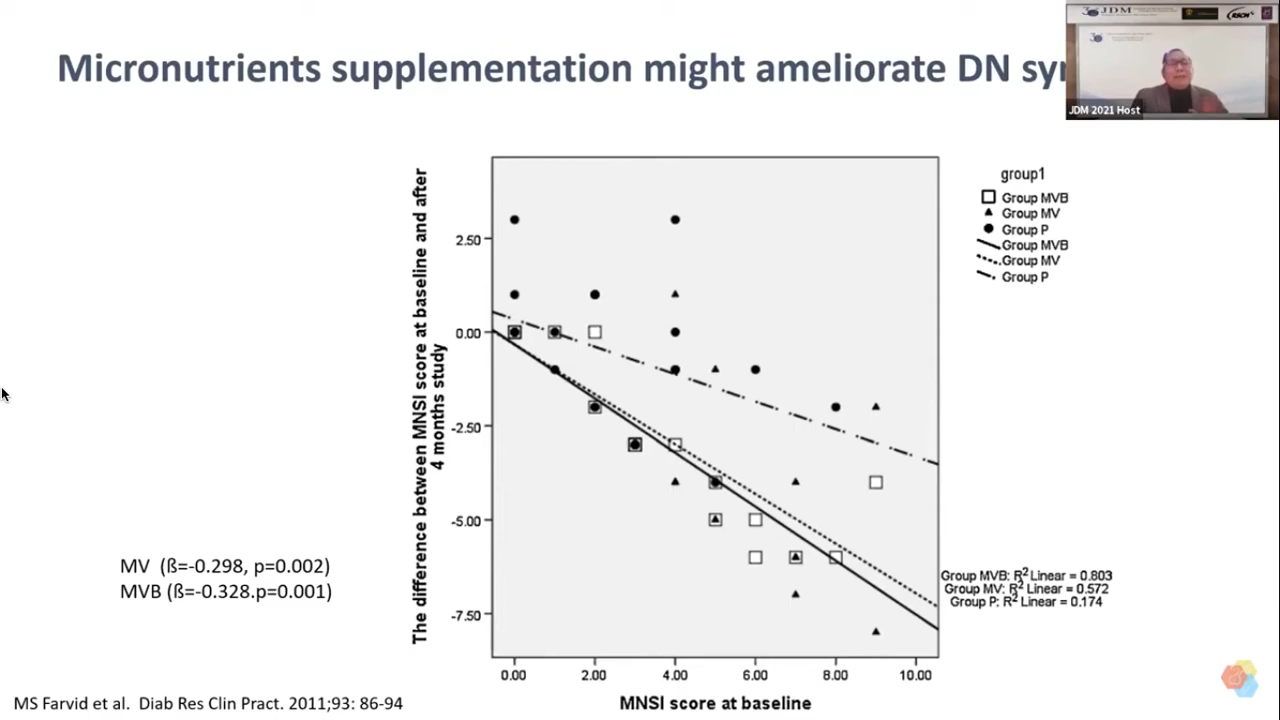 Micronutrients supplementation might ameliorate DN syr
JDM
RSCH
JDM 2021 Host
The difference between MNSI score at baseline and after
4 months study
2.50
0.00
-2.50
-5.00
-7.50
0.00 2.00 4.00 6.00 8.00 10.00
MNSI score at baseline
group1
Group MVB
Group MV
Group P
Group MVB
Group MV
Group P
Group MVB: R2 Linear = 0.803
Group MV: R2 Linear = 0.572
Group P: R2 Linear = 0.174
MV (ß=-0.298, p=0.002)
MVB (ß=-0.328.p=0.001)
MS Farvid et al. Diab Res Clin Pract. 2011;93: 86-94